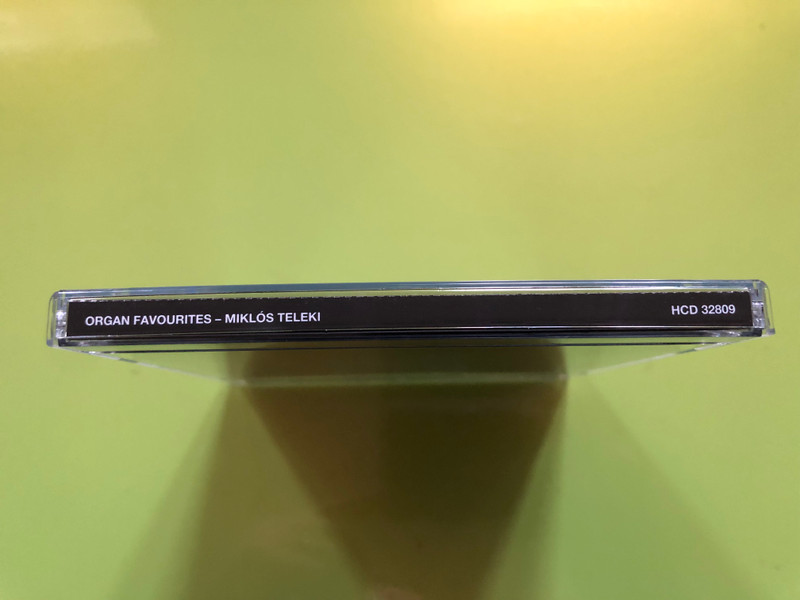 ORGAN FAVOURITES – MIKLÓS TELEKI
HCD 32809